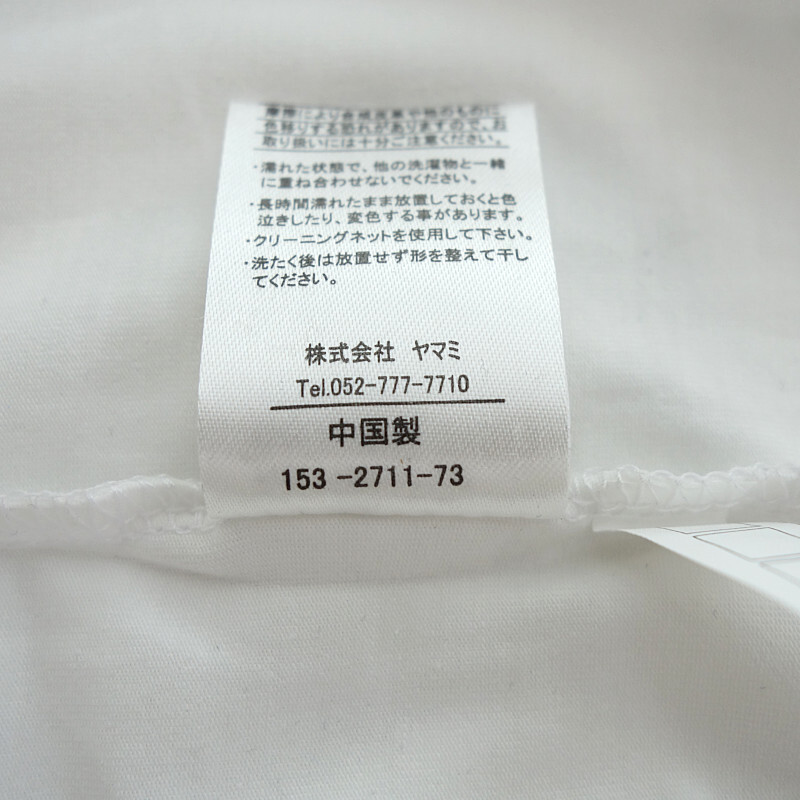 摩擦により合成皮革や他のものに
色移りする恐れがありますので、お
取り扱いには十分ご注意ください。
・濡れた状態で、他の洗濯物と一緒
に重ね合わせないでください。
・長時間濡れたまま放置しておくと色
泣きしたり、変色する事があります。
・クリーニングネットを使用して下さい。
・洗たく後は放置せず形を整えて干し
てください。
株式会社 ヤマミ
Tel.052-777-7710
中国製
153 -2711-73